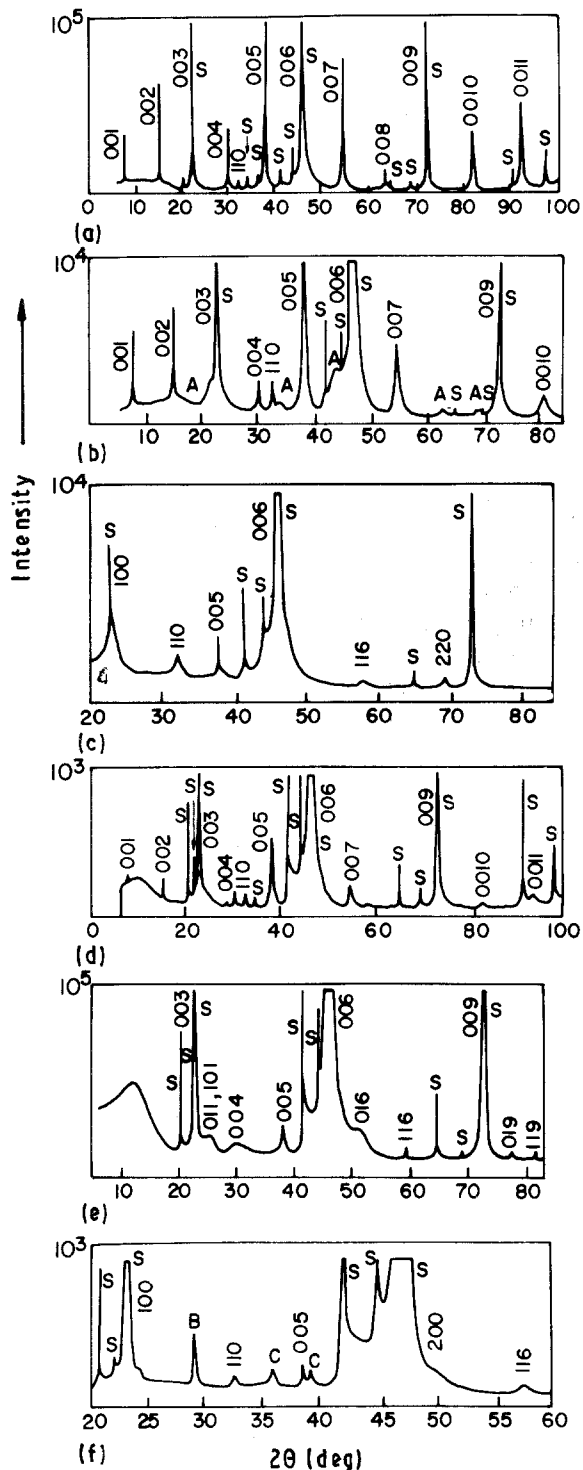 10^5
001
002
003
S
004
110
S
S
005
S
S
006
S
007
008
S
S
009
S
0010
S
0011
S
0 10 20 30 40 50 60 70 80 90 100
(a)
10^4
001
002
A
003
S
004
110
A
005
S
A
S
006
S
007
A
S
A
S
009
S
0010
10 20 30 40 50 60 70 80
(b)
Intensity
10^4
S
100
110
005
S
S
006
S
116
S
220
S
20 30 40 50 60 70 80
(c)
10^3
001
002
S
S
S
003
004
110
S
005
S
S
006
S
007
S
S
009
S
0010
S
0011
S
0 20 40 60 80 100
(d)
10^5
S
003
S
S
011, 101
004
005
S
S
006
016
116
S
S
009
S
019
119
10 20 30 40 50 60 70 80
(e)
10^3
S
S
S
100
B
110
C
005
C
S
S
S
200
116
20 25 29 35 40 45 50 55 60
(f)
2θ (deg)